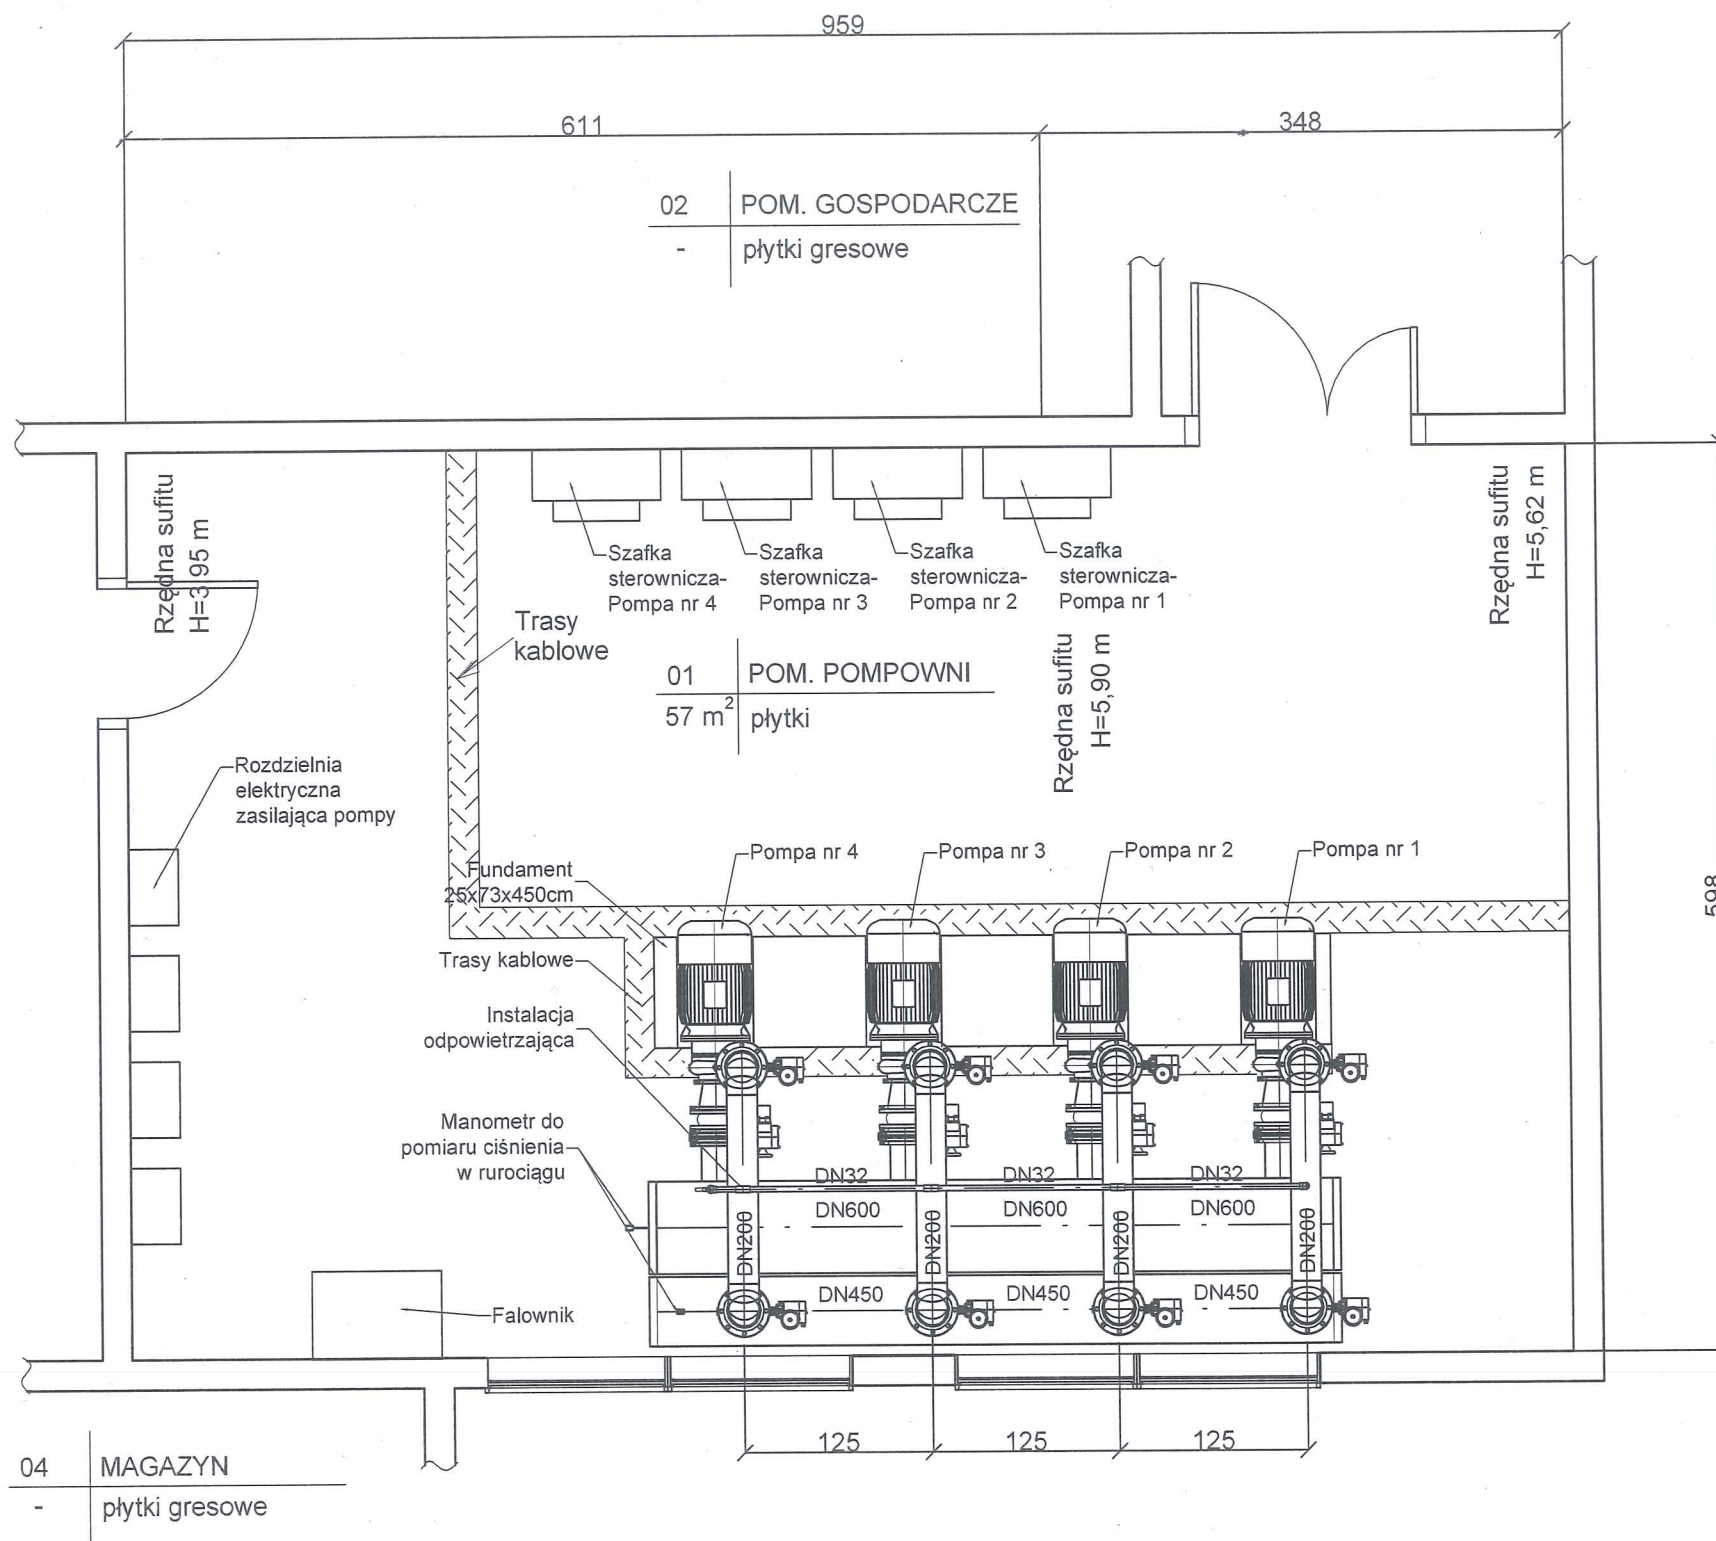 959
611
348
02 POM. GOSPODARCZE
- płytki gresowe
Rzędna sufitu
H=3,95 m
Rzędna sufitu
H=5,62 m
Szafka
sterownicza-
Pompa nr 4
Szafka
sterownicza-
Pompa nr 3
Szafka
sterownicza-
Pompa nr 2
Szafka
sterownicza-
Pompa nr 1
Trasy
kablowe
01 POM. POMPOWNI
57 m² płytki
Rzędna sufitu
H=5,90 m
Rozdzielnia
elektryczna
zasilająca pompy
Pompa nr 4
Pompa nr 3
Pompa nr 2
Pompa nr 1
Fundament
25x73x450cm
598
Trasy kablowe
Instalacja
odpowietrzająca
Manometr do
pomiaru ciśnienia
w rurociągu
DN32
DN32
DN32
DN600
DN600
DN600
DN200
DN200
DN200
DN200
DN450
DN450
DN450
Falownik
125
125
125
04 MAGAZYN
- płytki gresowe